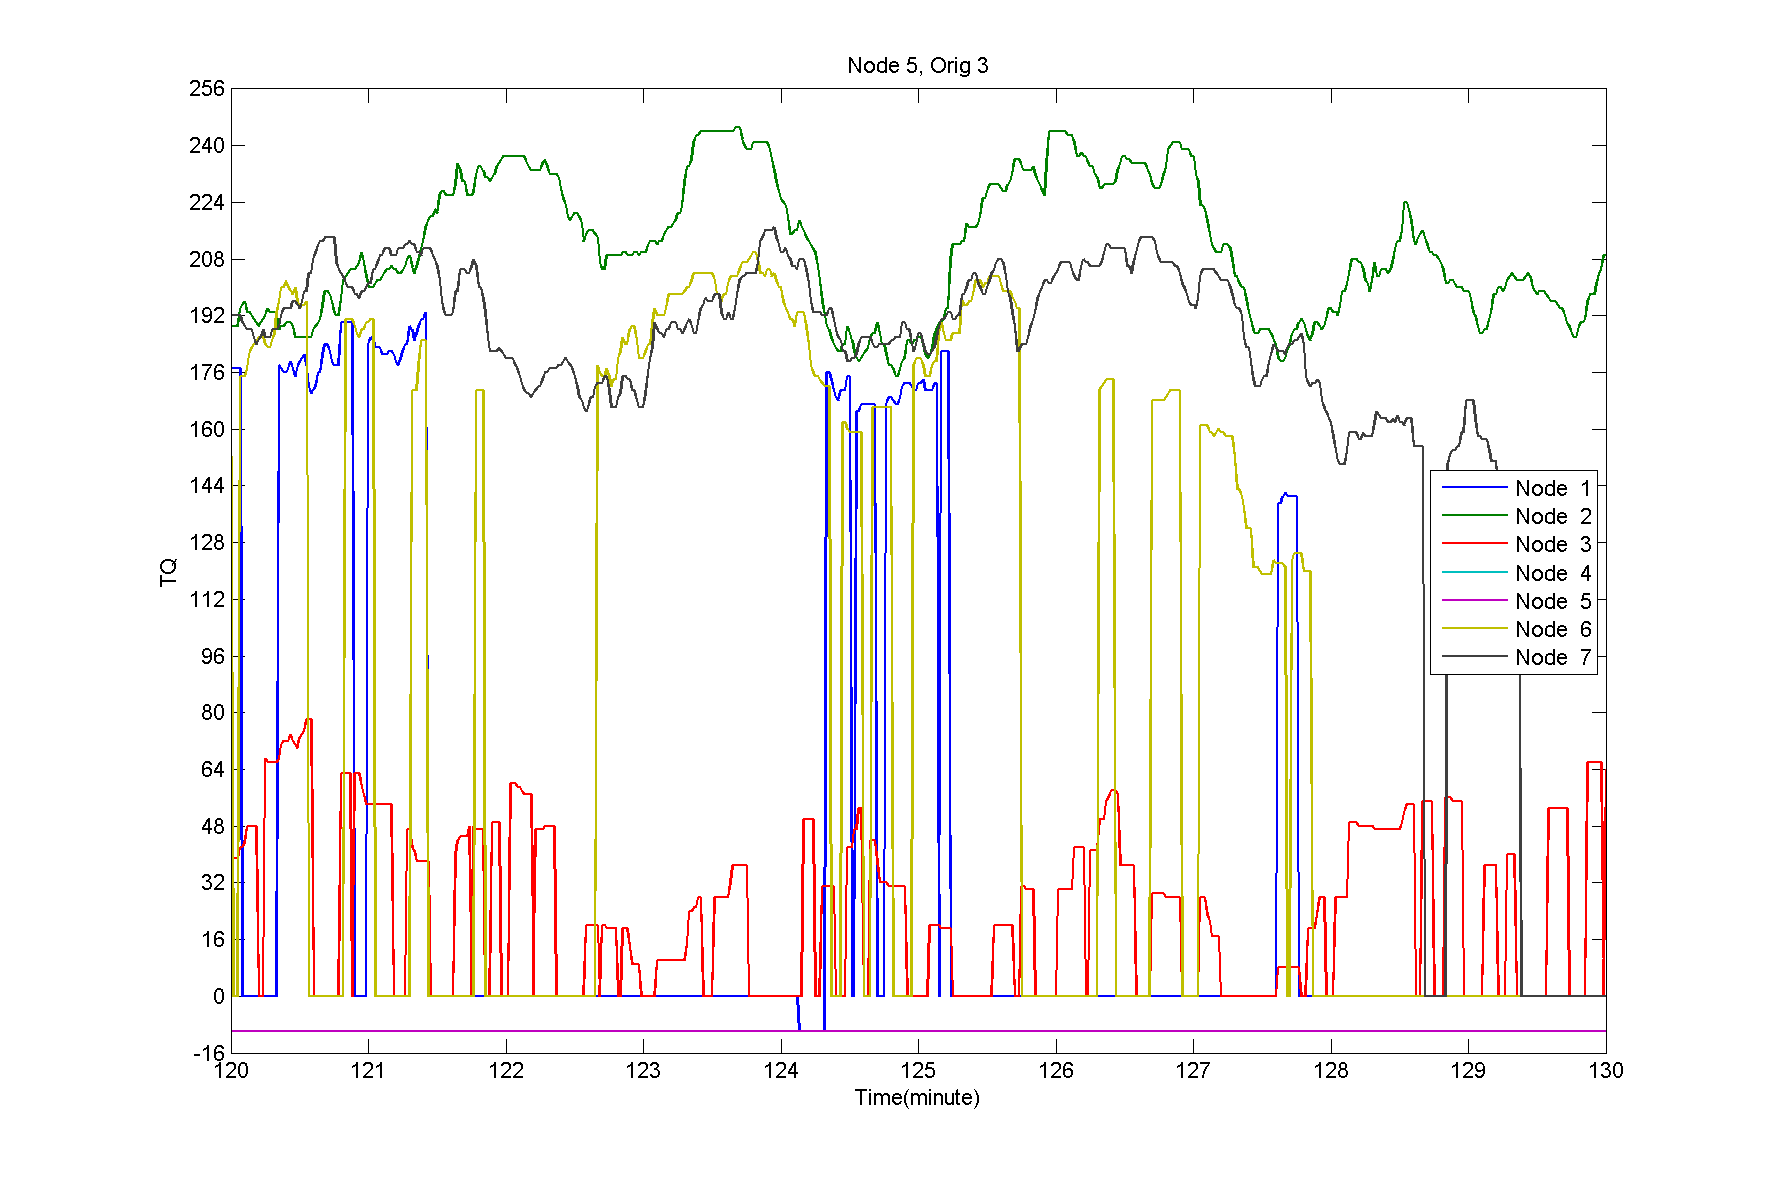 Node 5, Orig 3
256
240
224
208
192
176
160
144
128
112
96
80
64
48
32
16
0
-16
TQ
Node 1
Node 2
Node 3
Node 4
Node 5
Node 6
Node 7
120 121 122 123 124 125 126 127 128 129 130
Time(minute)